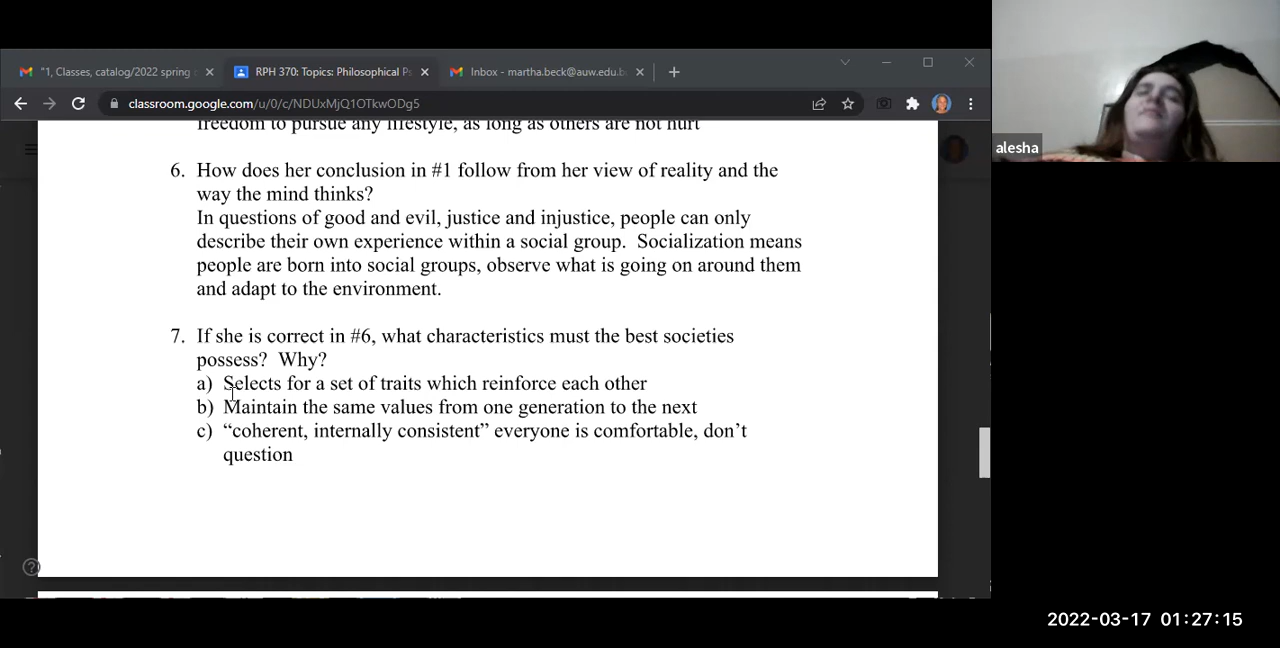 "1, Classes, catalog/2022 spring
RPH 370: Topics: Philosophical Ps
Inbox - martha.beck@auw.edu.b
classroom.google.com/u/0/c/NDUxMjQ1OTkwODg5
alesha
freedom to pursue any lifestyle, as long as others are not hurt
6. How does her conclusion in #1 follow from her view of reality and the
way the mind thinks?
In questions of good and evil, justice and injustice, people can only
describe their own experience within a social group. Socialization means
people are born into social groups, observe what is going on around them
and adapt to the environment.
7. If she is correct in #6, what characteristics must the best societies
possess? Why?
a) Selects for a set of traits which reinforce each other
b) Maintain the same values from one generation to the next
c) “coherent, internally consistent” everyone is comfortable, don’t
question
2022-03-17 01:27:15